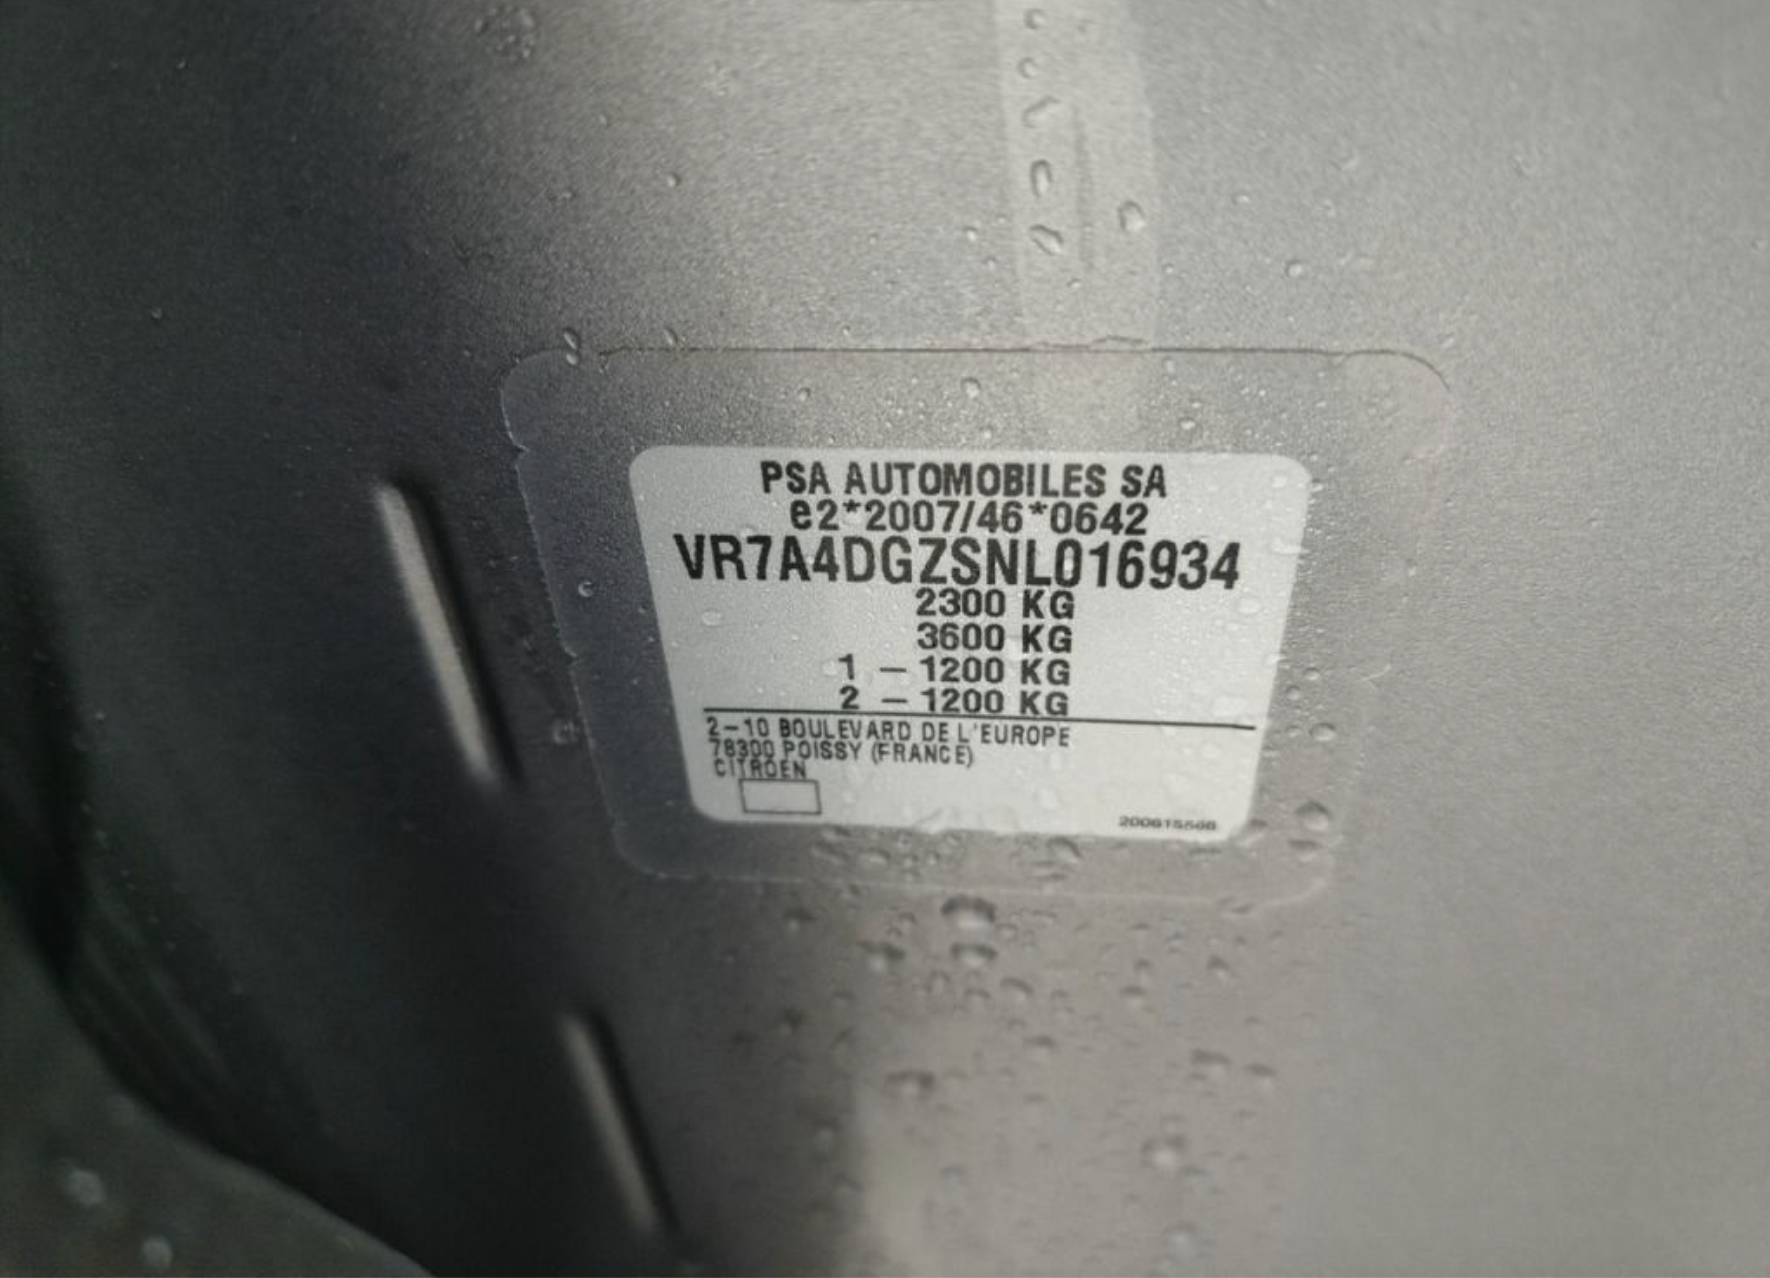 PSA AUTOMOBILES SA
e2*2007/46*0642
VR7A4DGZSNL016934
2300 KG
3600 KG
1 - 1200 KG
2 - 1200 KG
2-10 BOULEVARD DE L'EUROPE
78300 POISSY (FRANCE)
CITROEN